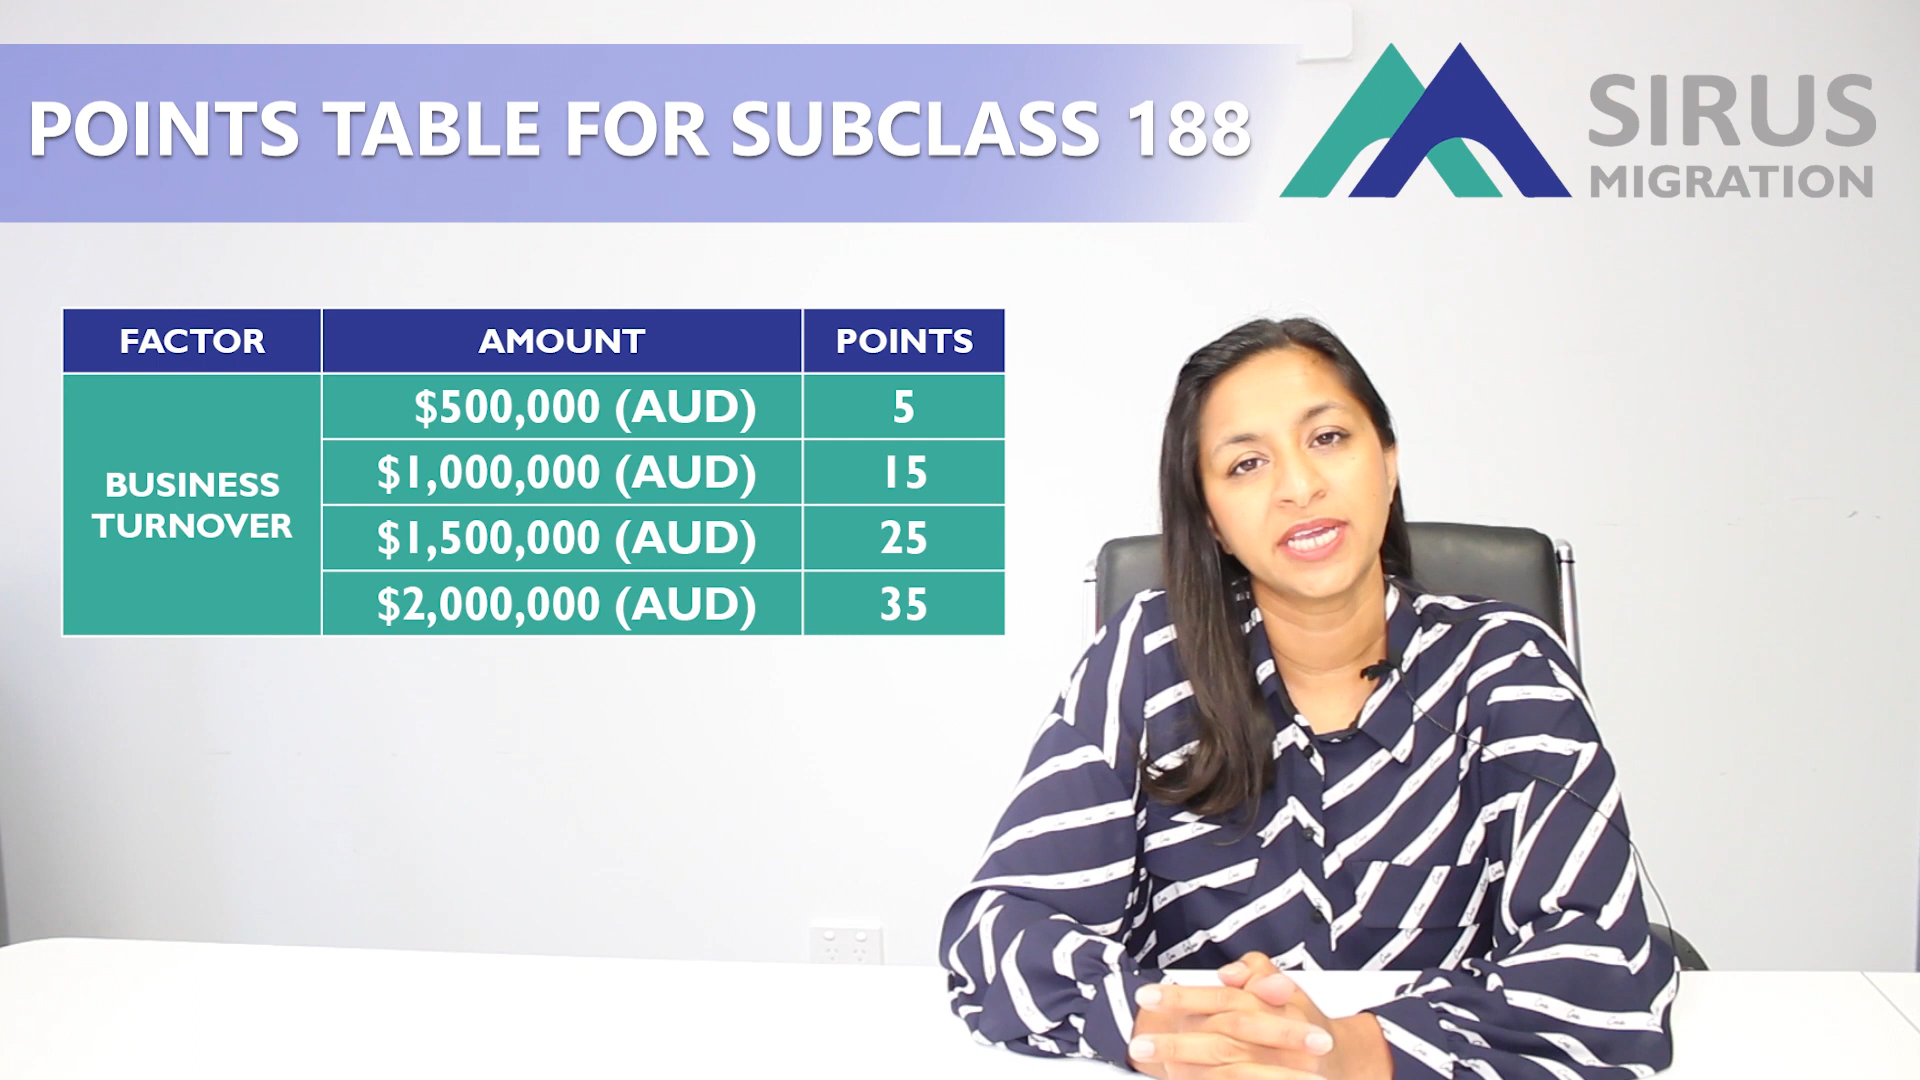 POINTS TABLE FOR SUBCLASS 188
SIRUS
MIGRATION
FACTOR AMOUNT POINTS
BUSINESS
TURNOVER
$500,000 (AUD) 5
$1,000,000 (AUD) 15
$1,500,000 (AUD) 25
$2,000,000 (AUD) 35